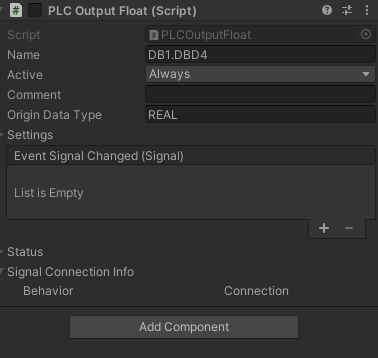 PLC Output Float (Script)
Script PLCOutputFloat
Name DB1.DBD4
Active Always
Comment
Origin Data Type REAL
Settings
Event Signal Changed (Signal)
List is Empty
+ −
Status
Signal Connection Info
Behavior Connection
Add Component